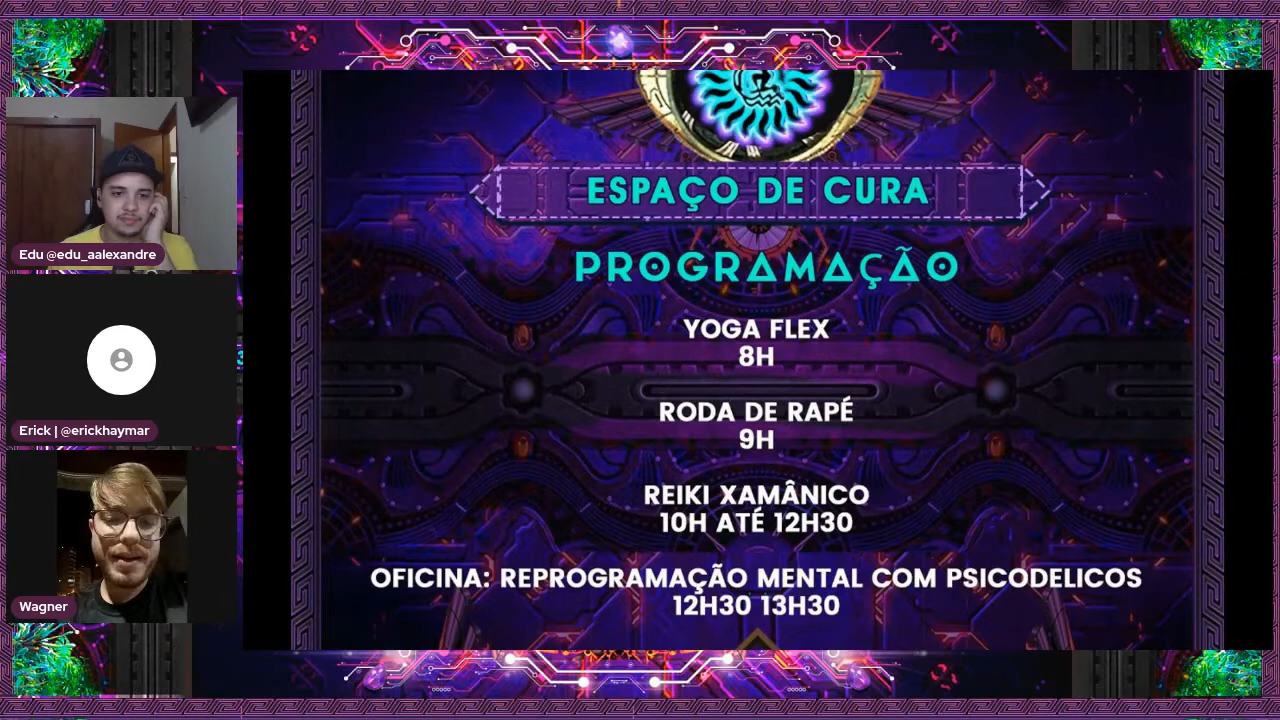 Edu @edu_aalexandre
Erick | @erickhaymar
Wagner
ESPAÇO DE CURA
PROGRAMAÇÃO
YOGA FLEX
8H
RODA DE RAPÉ
9H
REIKI XAMÂNICO
10H ATÉ 12H30
OFICINA: REPROGRAMAÇÃO MENTAL COM PSICODELICOS
12H30 13H30